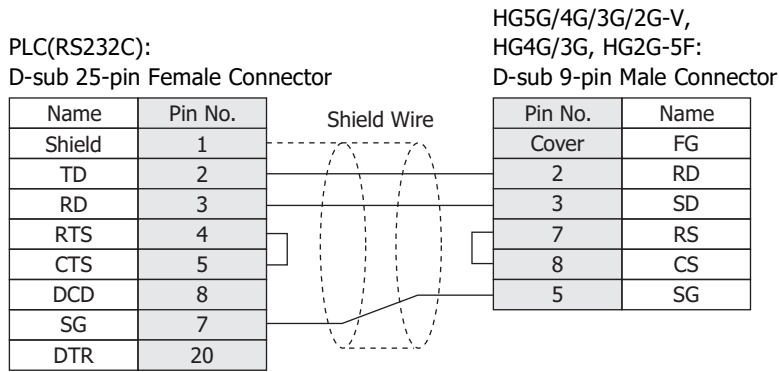 HG5G/4G/3G/2G-V,
PLC(RS232C): HG4G/3G, HG2G-5F:
D-sub 25-pin Female Connector D-sub 9-pin Male Connector
Name Pin No. Shield Wire Pin No. Name
Shield 1 Cover FG
TD 2 2 RD
RD 3 3 SD
RTS 4 7 RS
CTS 5 8 CS
DCD 8 5 SG
SG 7
DTR 20